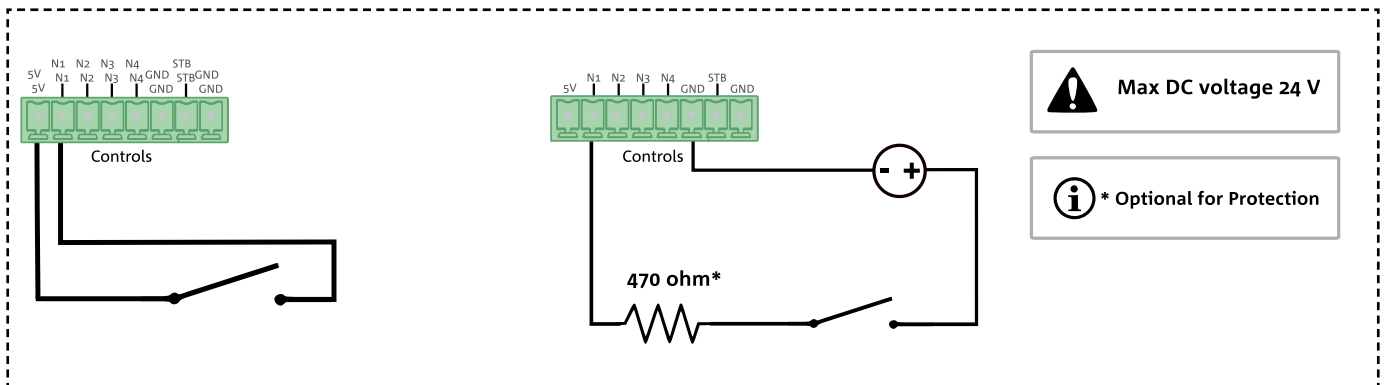 N1 N2 N3 N4 STB
5V GND GND
N1 N2 N3 N4 STB
5V GND GND
Controls
N1 N2 N3 N4 STB
5V GND GND
Controls
- +
470 ohm*
Max DC voltage 24 V
* Optional for Protection